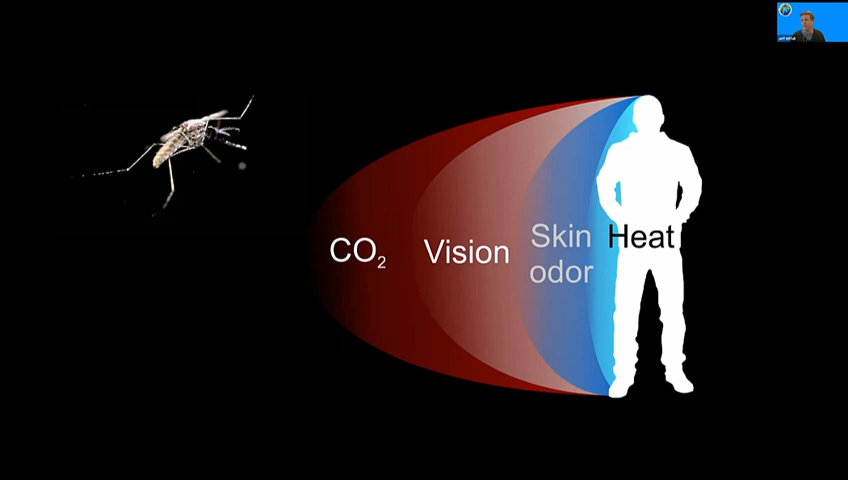 CO₂
Vision
Skin
odor
Heat